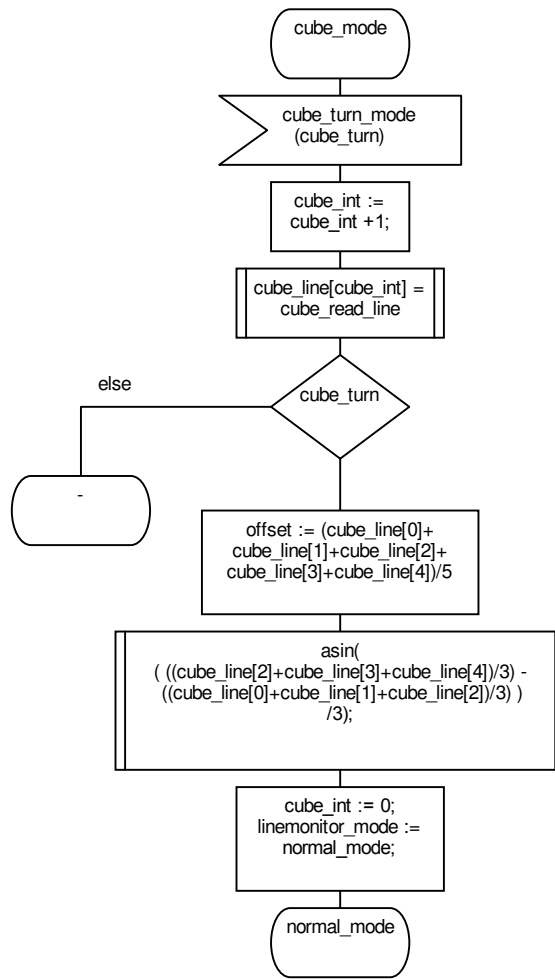 cube_mode
cube_turn_mode
(cube_turn)
cube_int :=
cube_int +1;
cube_line[cube_int] =
cube_read_line
cube_turn
else
-
offset := (cube_line[0]+
cube_line[1]+cube_line[2]+
cube_line[3]+cube_line[4])/5
asin(
( ((cube_line[2]+cube_line[3]+cube_line[4])/3) -
((cube_line[0]+cube_line[1]+cube_line[2])/3) )
/3);
cube_int := 0;
linemonitor_mode :=
normal_mode;
normal_mode